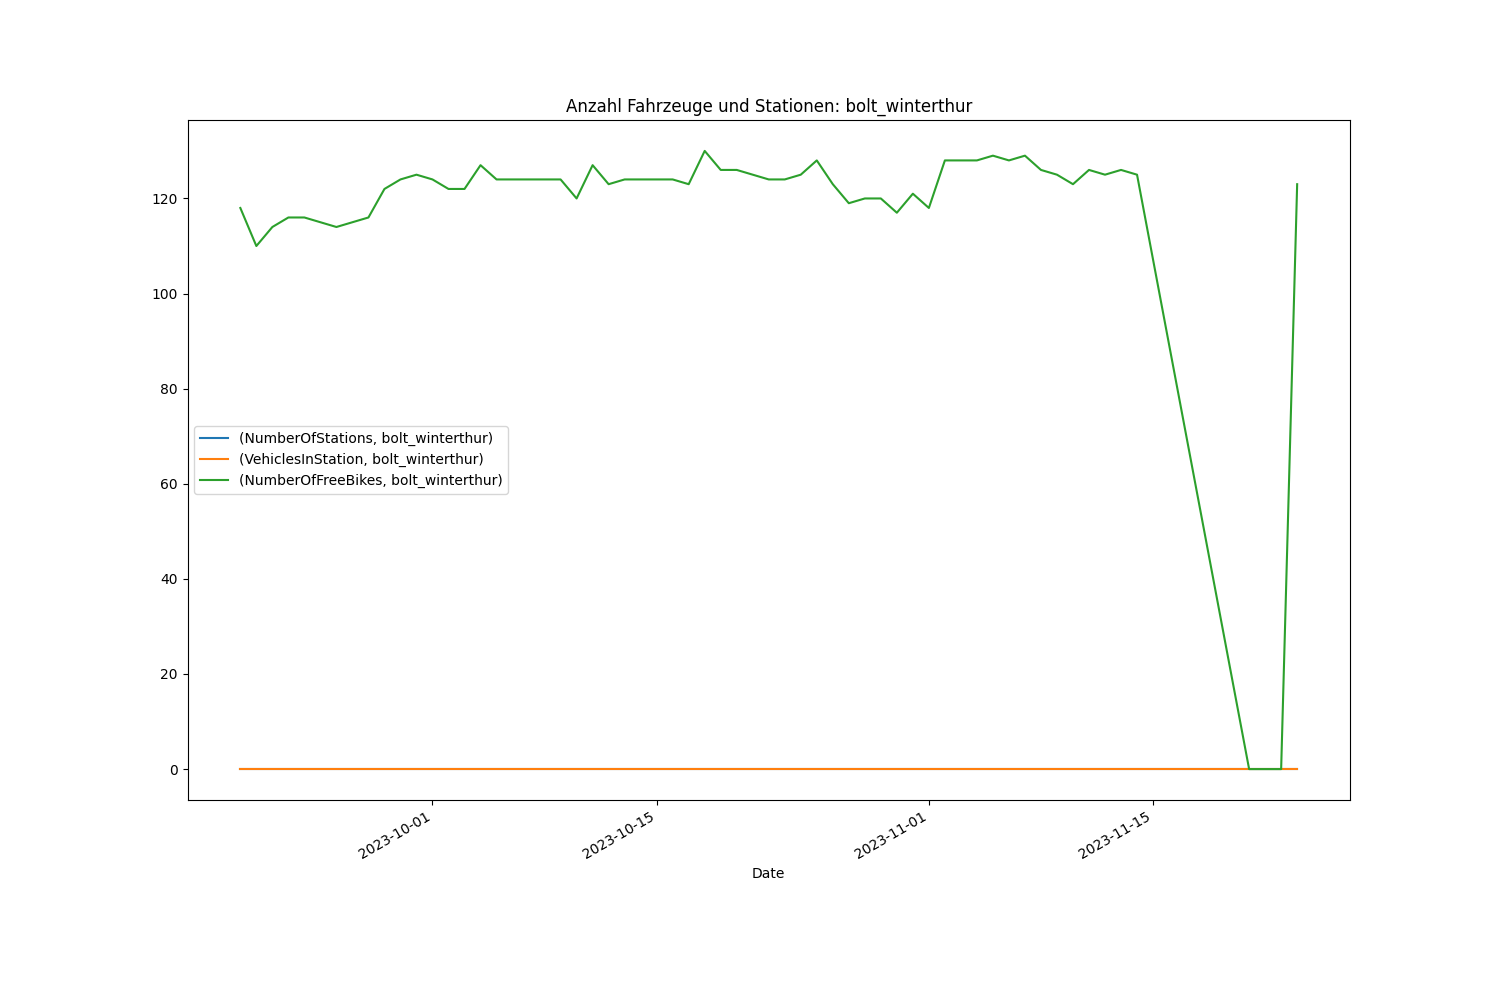 Anzahl Fahrzeuge und Stationen: bolt_winterthur
120
100
80
60
40
20
0
(NumberOfStations, bolt_winterthur)
(VehiclesInStation, bolt_winterthur)
(NumberOfFreeBikes, bolt_winterthur)
2023-10-01
2023-10-15
2023-11-01
2023-11-15
Date